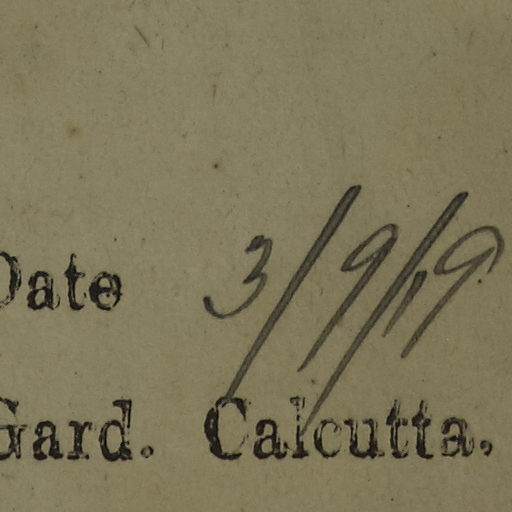 Date 3/9/19
Gard. Calcutta.